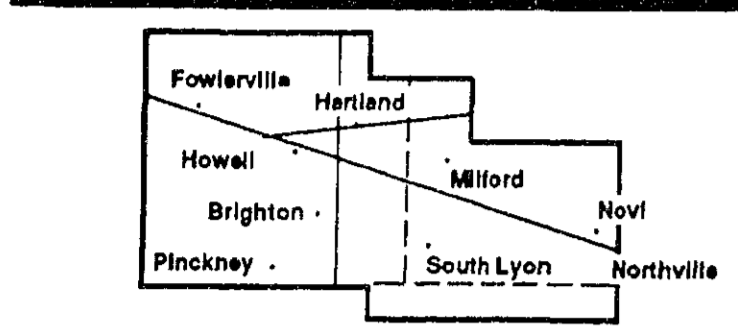 Fowlerville
Hartland
Howell
Milford
Brighton
Novi
Pinckney
South Lyon
Northville